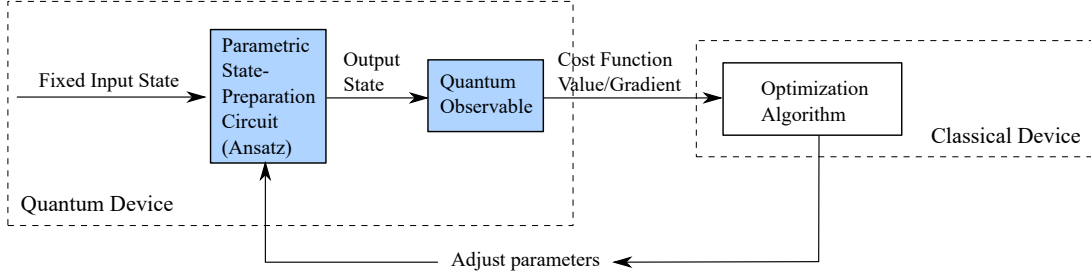 Fixed Input State
Parametric
State-
Preparation
Circuit
(Ansatz)
Output
State
Quantum
Observable
Cost Function
Value/Gradient
Optimization
Algorithm
Classical Device
Quantum Device
Adjust parameters